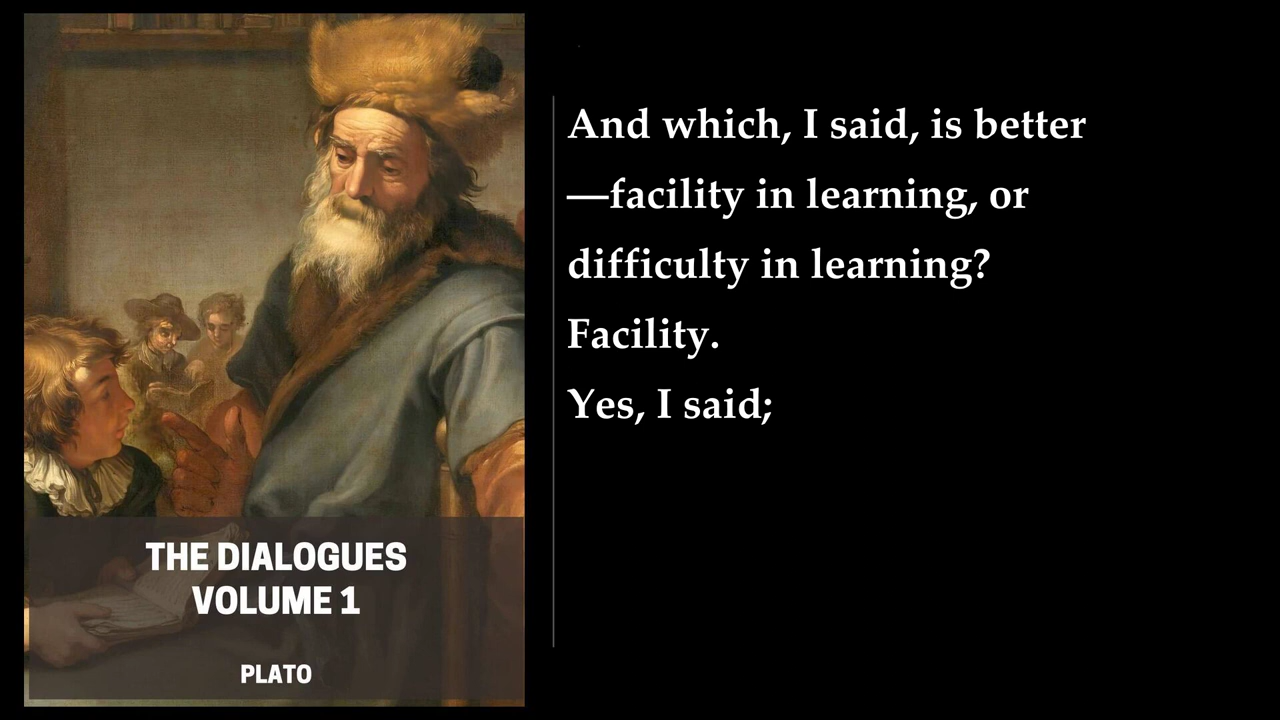 THE DIALOGUES
VOLUME 1
PLATO
And which, I said, is better
—facility in learning, or
difficulty in learning?
Facility.
Yes, I said;